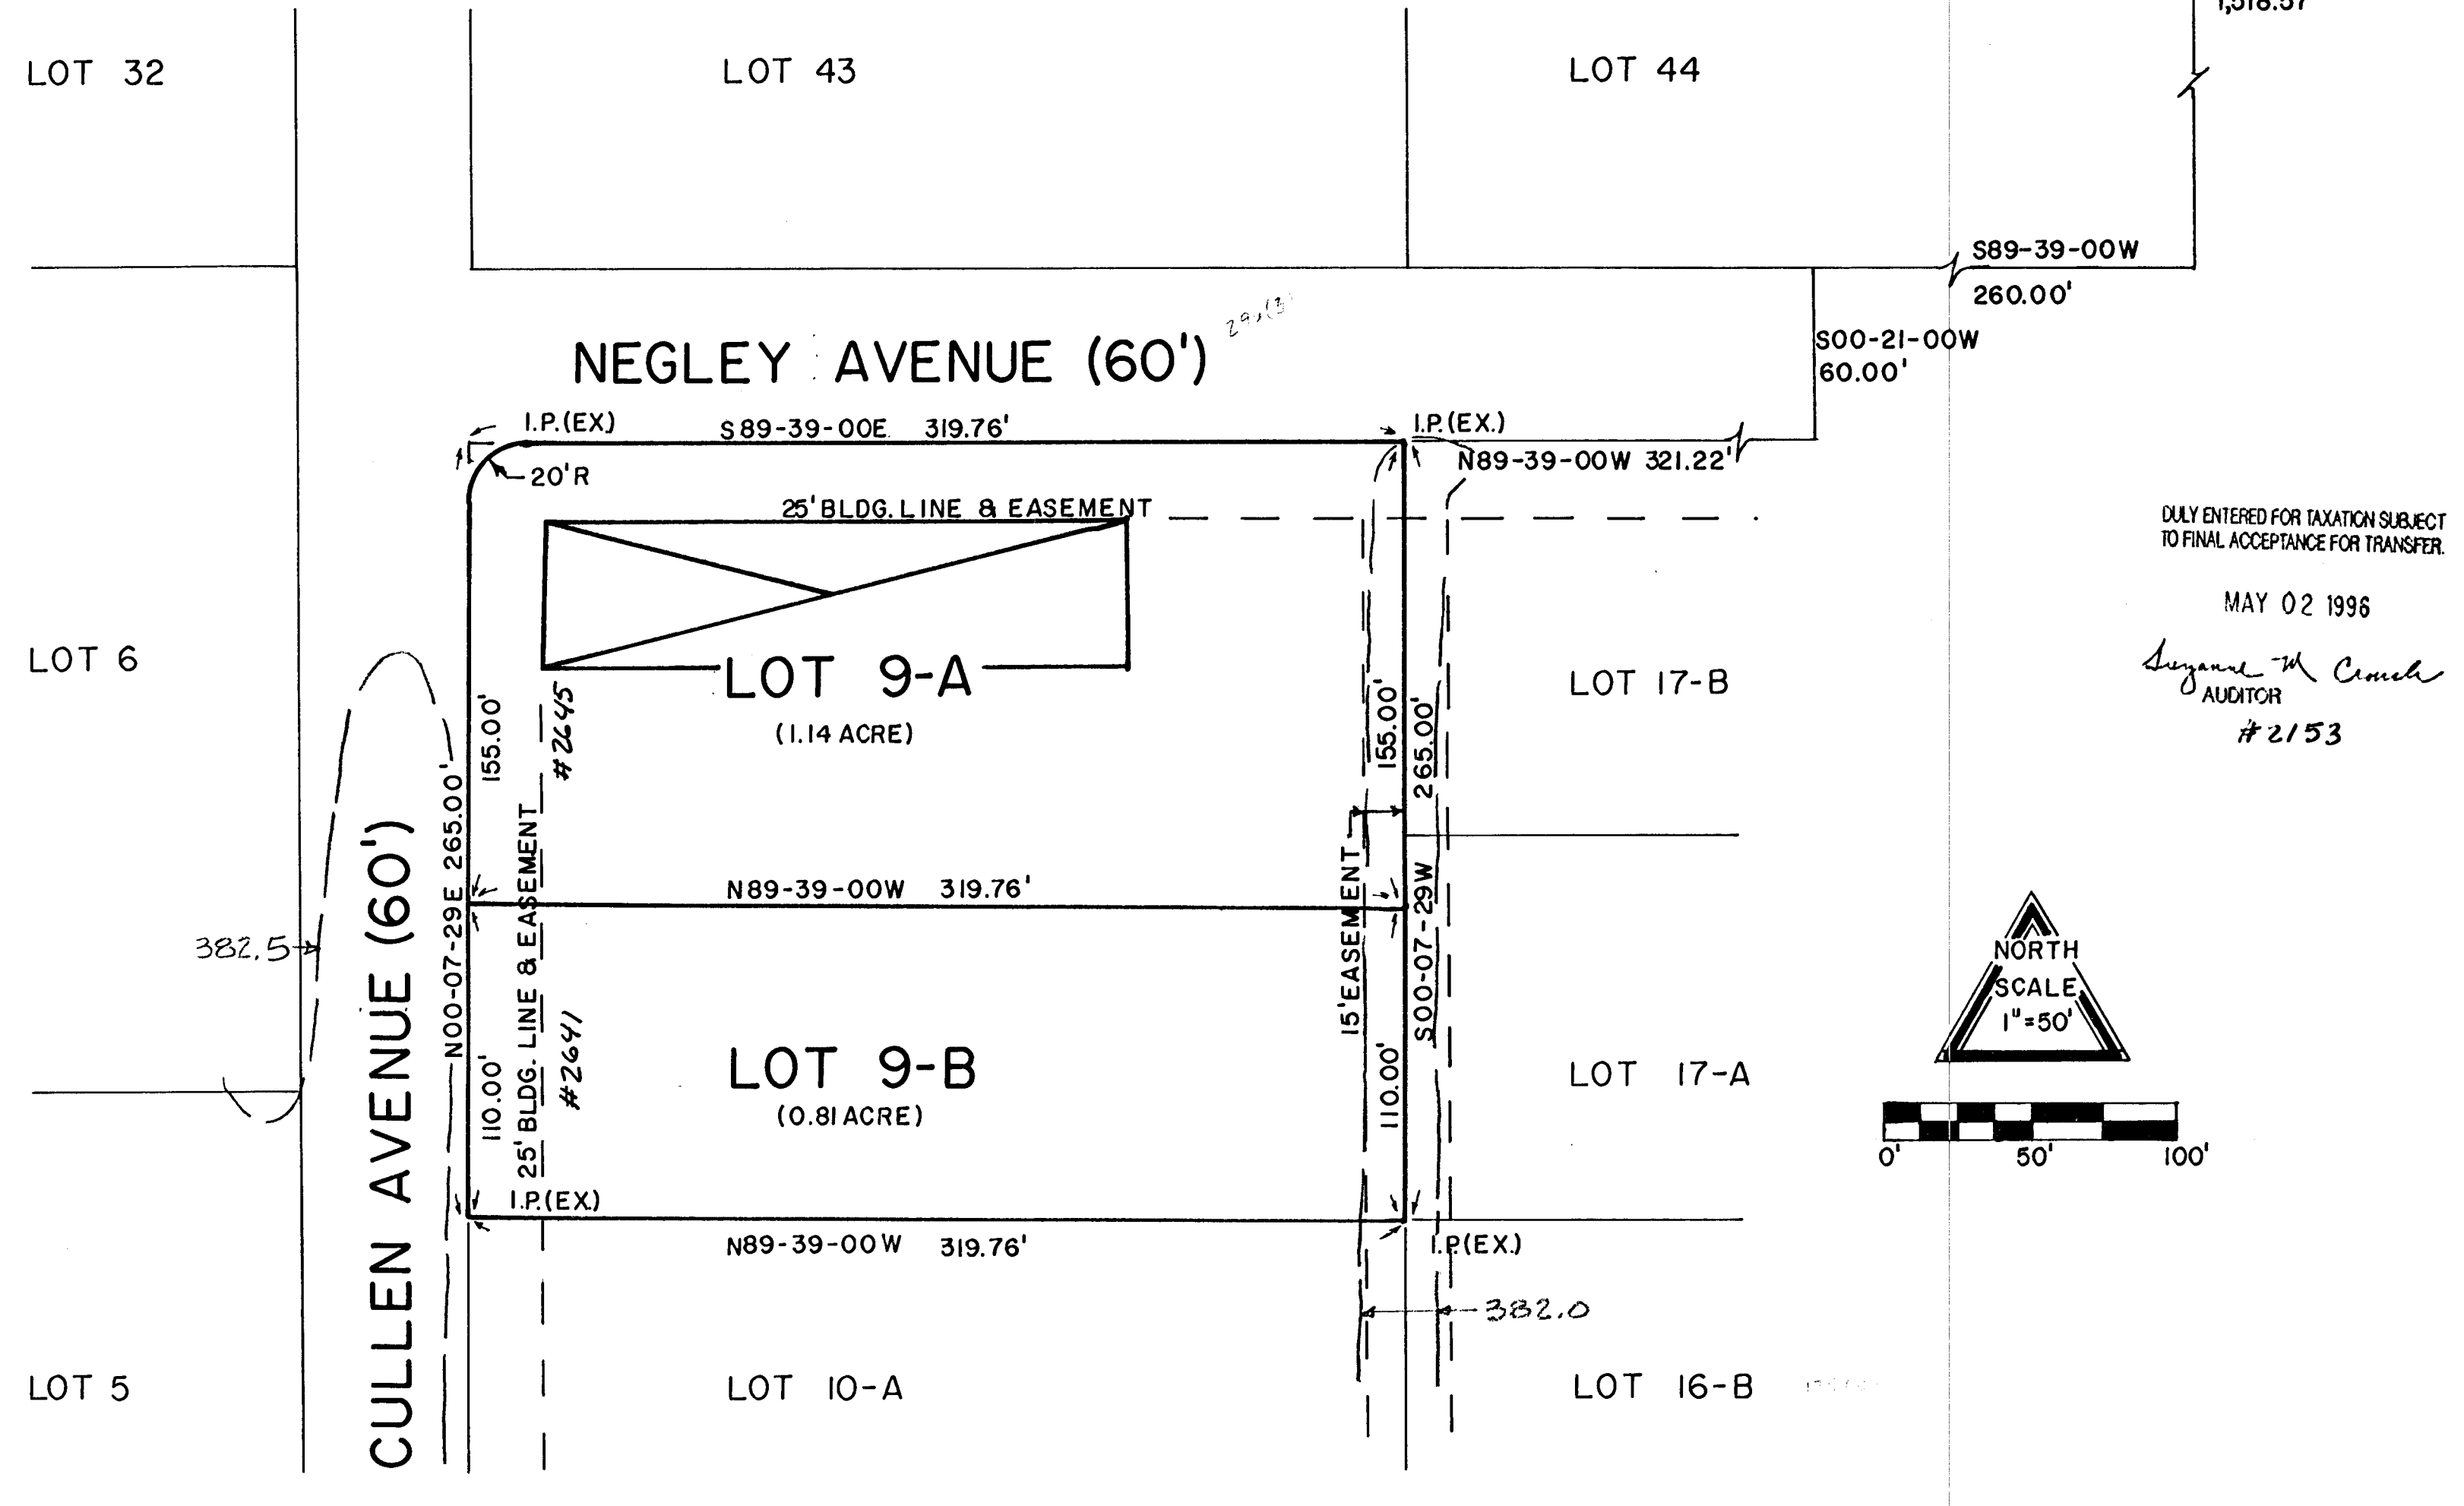 1,518.57
LOT 32
LOT 43
LOT 44
S89-39-00W
260.00'
S00-21-00W
60.00'
NEGLEY AVENUE (60')
I.P.(EX.)
S89-39-00E 319.76'
I.P.(EX.)
N89-39-00W 321.22'
20'R
25' BLDG. LINE & EASEMENT
DULY ENTERED FOR TAXATION SUBJECT
TO FINAL ACCEPTANCE FOR TRANSFER.
MAY 02 1996
Suzanne M Crouch
AUDITOR
#2153
LOT 6
LOT 9-A
(1.14 ACRE)
LOT 17-B
155.00'
#2645
155.00'
265.00'
N00-07-29E 265.00'
25' BLDG. LINE & EASEMENT
15' EASEMENT
S00-07-29W
N89-39-00W 319.76'
382.5
CULLEN AVENUE (60')
NORTH
SCALE
1"=50'
0' 50' 100'
LOT 9-B
(0.81 ACRE)
110.00'
#2641
110.00'
LOT 17-A
I.P.(EX.)
N89-39-00W 319.76'
I.P.(EX.)
382.0
LOT 5
LOT 10-A
LOT 16-B